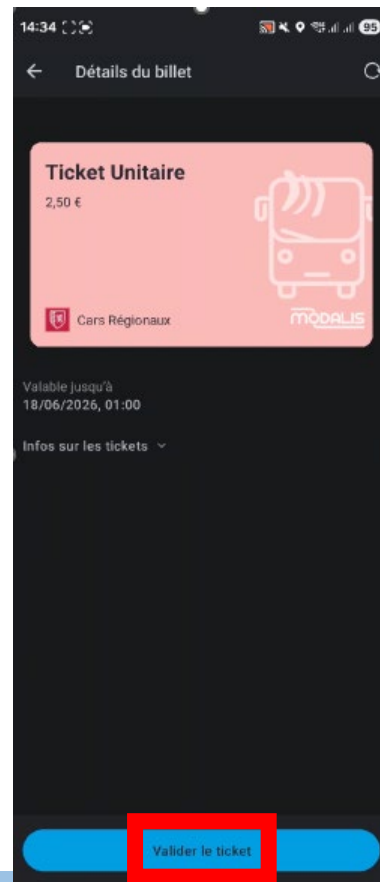 14:34
95
Détails du billet
Ticket Unitaire
2,50 €
Cars Régionaux
MODALIS
Valable jusqu'à
18/06/2026, 01:00
Infos sur les tickets
Valider le ticket